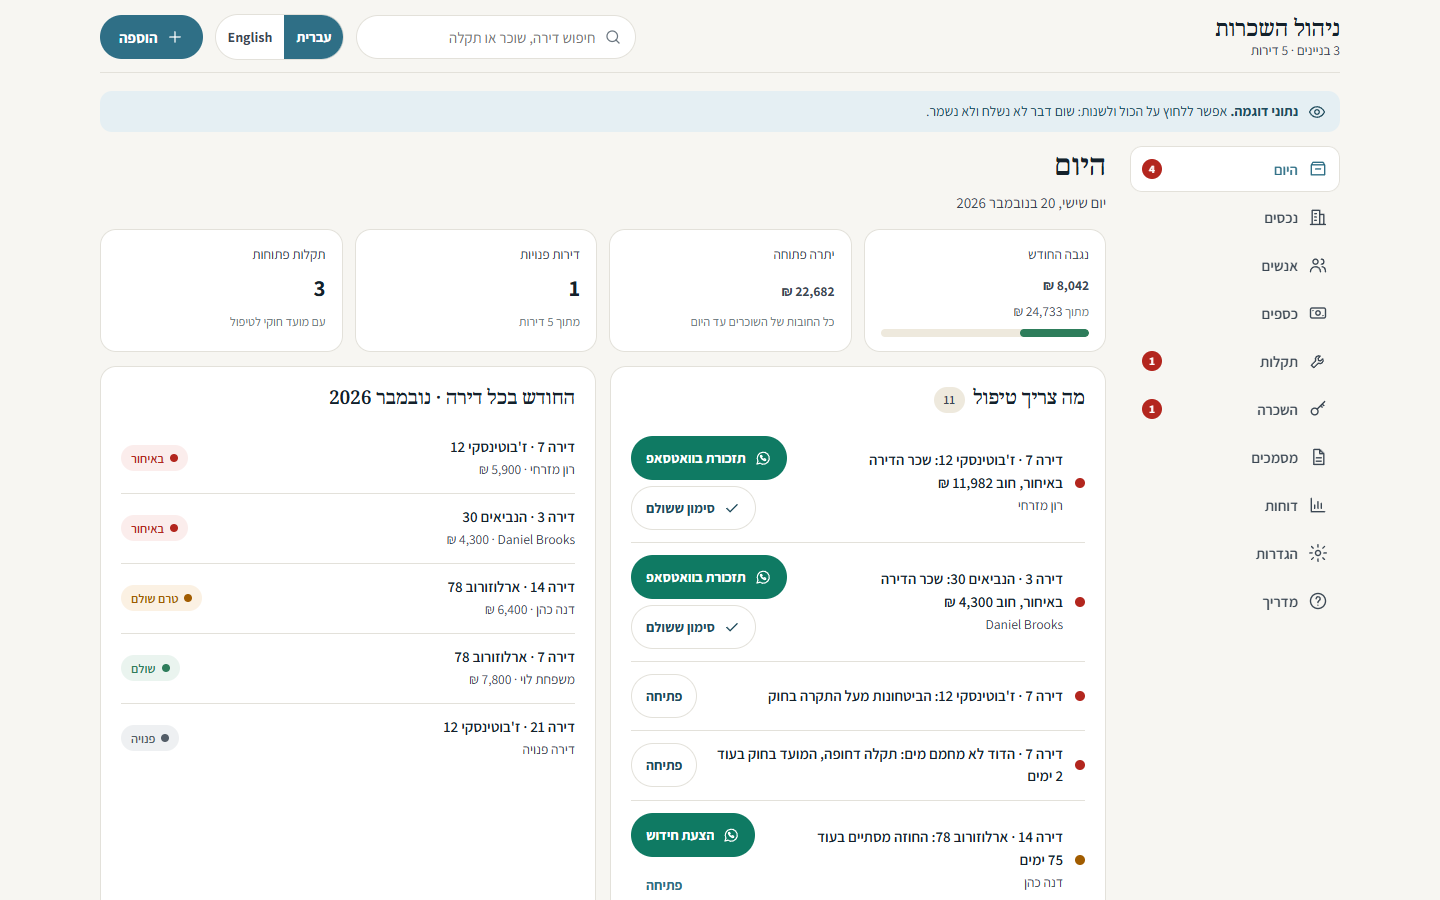 ניהול השכרות
3 בניינים · 5 דירות
חיפוש דירה, שוכר או תקלה
עברית
English
הוספה
נתוני דוגמה. אפשר ללחוץ על הכול ולשנות: שום דבר לא נשלח ולא נשמר.
היום
4
נכסים
אנשים
כספים
תקלות
1
השכרה
1
מסמכים
דוחות
הגדרות
מדריך
היום
יום שישי, 20 בנובמבר 2026
נגבה החודש
8,042 ₪
מתוך 24,733 ₪
יתרה פתוחה
22,682 ₪
כל החובות של השוכרים עד היום
דירות פנויות
1
מתוך 5 דירות
תקלות פתוחות
3
עם מועד חוקי לטיפול
מה צריך טיפול 11
דירה 7 · ז'בוטינסקי 12: שכר הדירה
באיחור, חוב 11,982 ₪
רון מזרחי
תזכורת בוואטסאפ
סימון ששולם
דירה 3 · הנביאים 30: שכר הדירה
באיחור, חוב 4,300 ₪
Daniel Brooks
תזכורת בוואטסאפ
סימון ששולם
דירה 7 · ז'בוטינסקי 12: הביטחונות מעל התקרה בחוק
פתיחה
דירה 7 · הדוד לא מחמם מים: תקלה דחופה, המועד בחוק בעוד
2 ימים
פתיחה
דירה 14 · ארלוזורוב 78: החוזה מסתיים בעוד
75 ימים
דנה כהן
הצעת חידוש
פתיחה
החודש בכל דירה · נובמבר 2026
דירה 7 · ז'בוטינסקי 12
רון מזרחי · 5,900 ₪
באיחור
דירה 3 · הנביאים 30
Daniel Brooks · 4,300 ₪
באיחור
דירה 14 · ארלוזורוב 78
דנה כהן · 6,400 ₪
טרם שולם
דירה 7 · ארלוזורוב 78
משפחת לוי · 7,800 ₪
שולם
דירה 21 · ז'בוטינסקי 12
דירה פנויה
פנויה